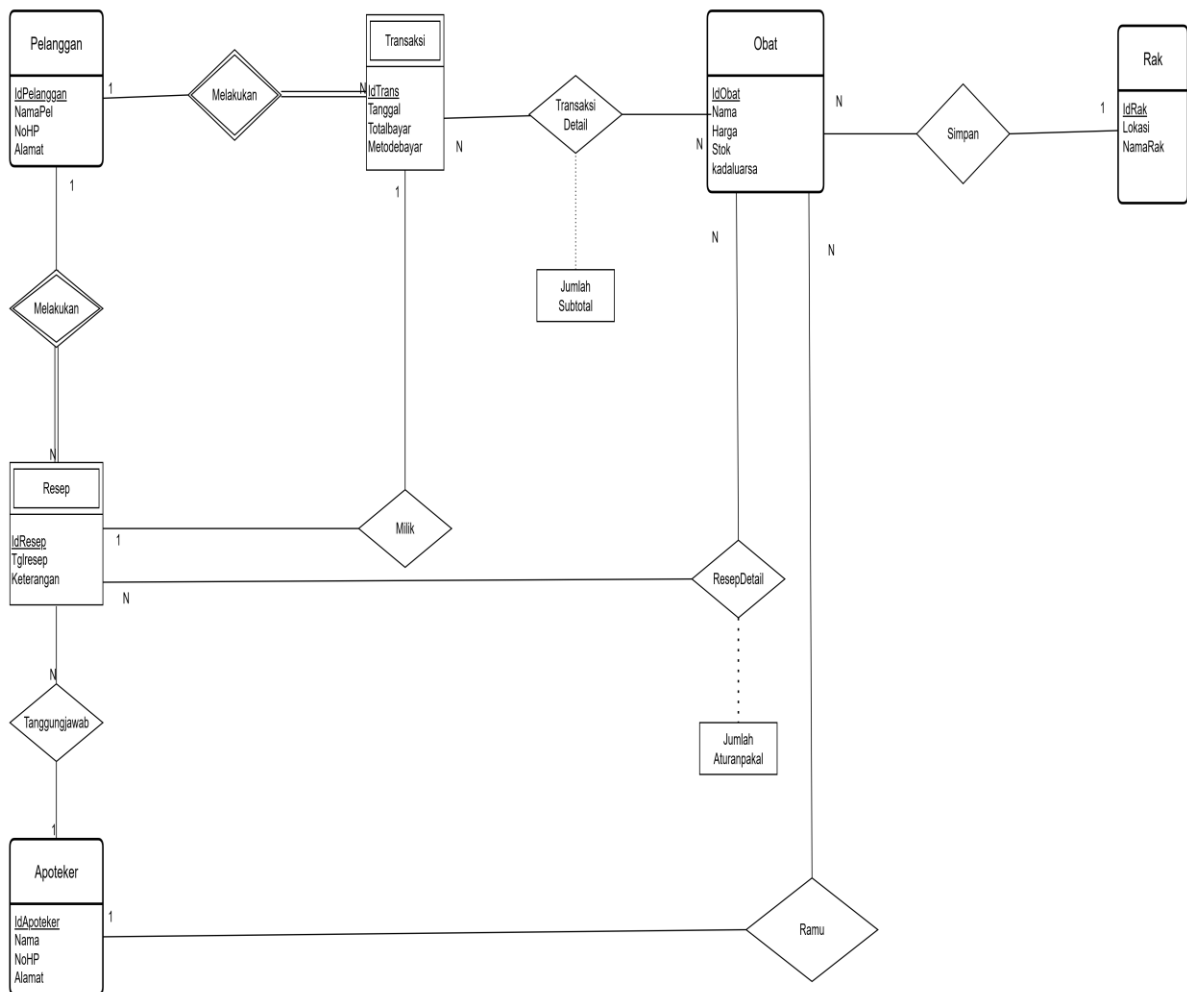 Pelanggan
IdPelanggan
NamaPel
NoHP
Alamat
1
Melakukan
N
Transaksi
IdTrans
Tanggal
Totalbayar
Metodebayar
N
Transaksi
Detail
N
Jumlah
Subtotal
Obat
IdObat
Nama
Harga
Stok
kadaluarsa
N
Simpan
1
Rak
IdRak
Lokasi
NamaRak
1
Melakukan
N
1
Milik
1
Resep
IdResep
Tglresep
Keterangan
N
ResepDetail
N
N
Jumlah
Aturanpakal
N
Tanggungjawab
1
Apoteker
IdApoteker
Nama
NoHP
Alamat
1
Ramu